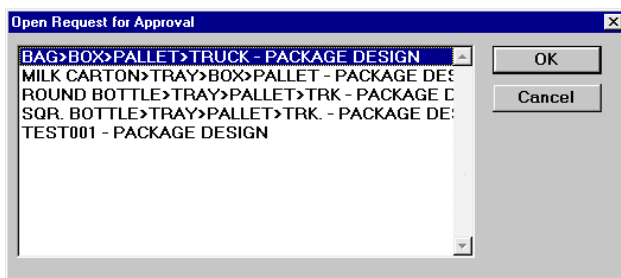 Open Request for Approval
BAG>BOX>PALLET>TRUCK - PACKAGE DESIGN
MILK CARTON>TRAY>BOX>PALLET - PACKAGE DES
ROUND BOTTLE>TRAY>PALLET>TRK - PACKAGE D
SQR. BOTTLE>TRAY>PALLET>TRK. - PACKAGE DES
TEST001 - PACKAGE DESIGN
OK
Cancel